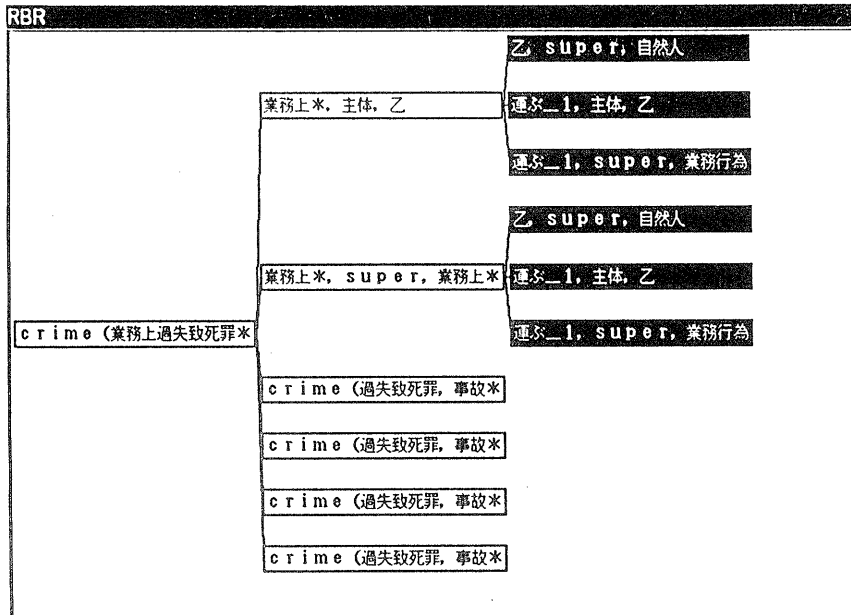 RBR
乙, super, 自然人
業務上*, 主体, 乙
運ぶ_1, 主体, 乙
運ぶ_1, super, 業務行為
乙, super, 自然人
業務上*, super, 業務上*
運ぶ_1, 主体, 乙
crime (業務上過失致死罪*
運ぶ_1, super, 業務行為
crime (過失致死罪, 事故*
crime (過失致死罪, 事故*
crime (過失致死罪, 事故*
crime (過失致死罪, 事故*